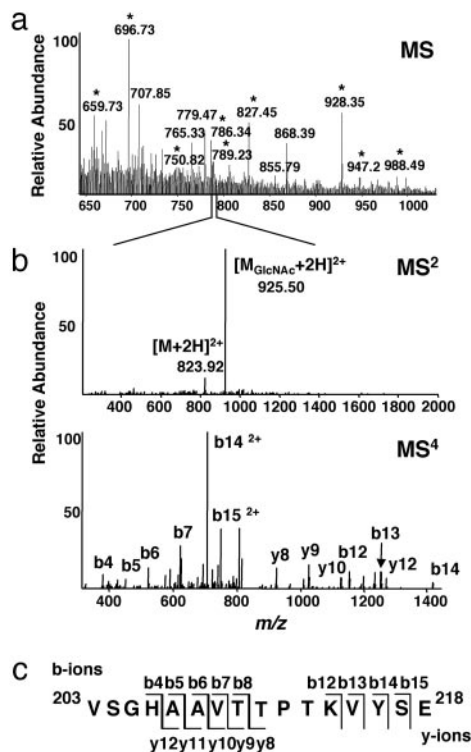 a
MS
Relative Abundance
100
50
* 696.73
* 659.73
707.85
765.33
779.47
* 750.82
* 786.34
* 789.23
* 827.45
855.79
868.39
* 928.35
* 947.2
* 988.49
650 700 750 800 850 900 950 1000
b
MS2
Relative Abundance
100
50
[MGlcNAc+2H]2+
925.50
[M+2H]2+
823.92
400 600 800 1000 1200 1400 1600 1800 2000
MS4
100
50
b14 2+
b15 2+
b4
b5
b6
b7
y8
y9
y10
b12
b13
y12
b14
400 600 800 1000 1200 1400
m/z
c
b-ions
b4 b5 b6 b7 b8 b12 b13 b14 b15
203 V S G H A A V T T P T K V Y S E 218
y12 y11 y10 y9 y8
y-ions